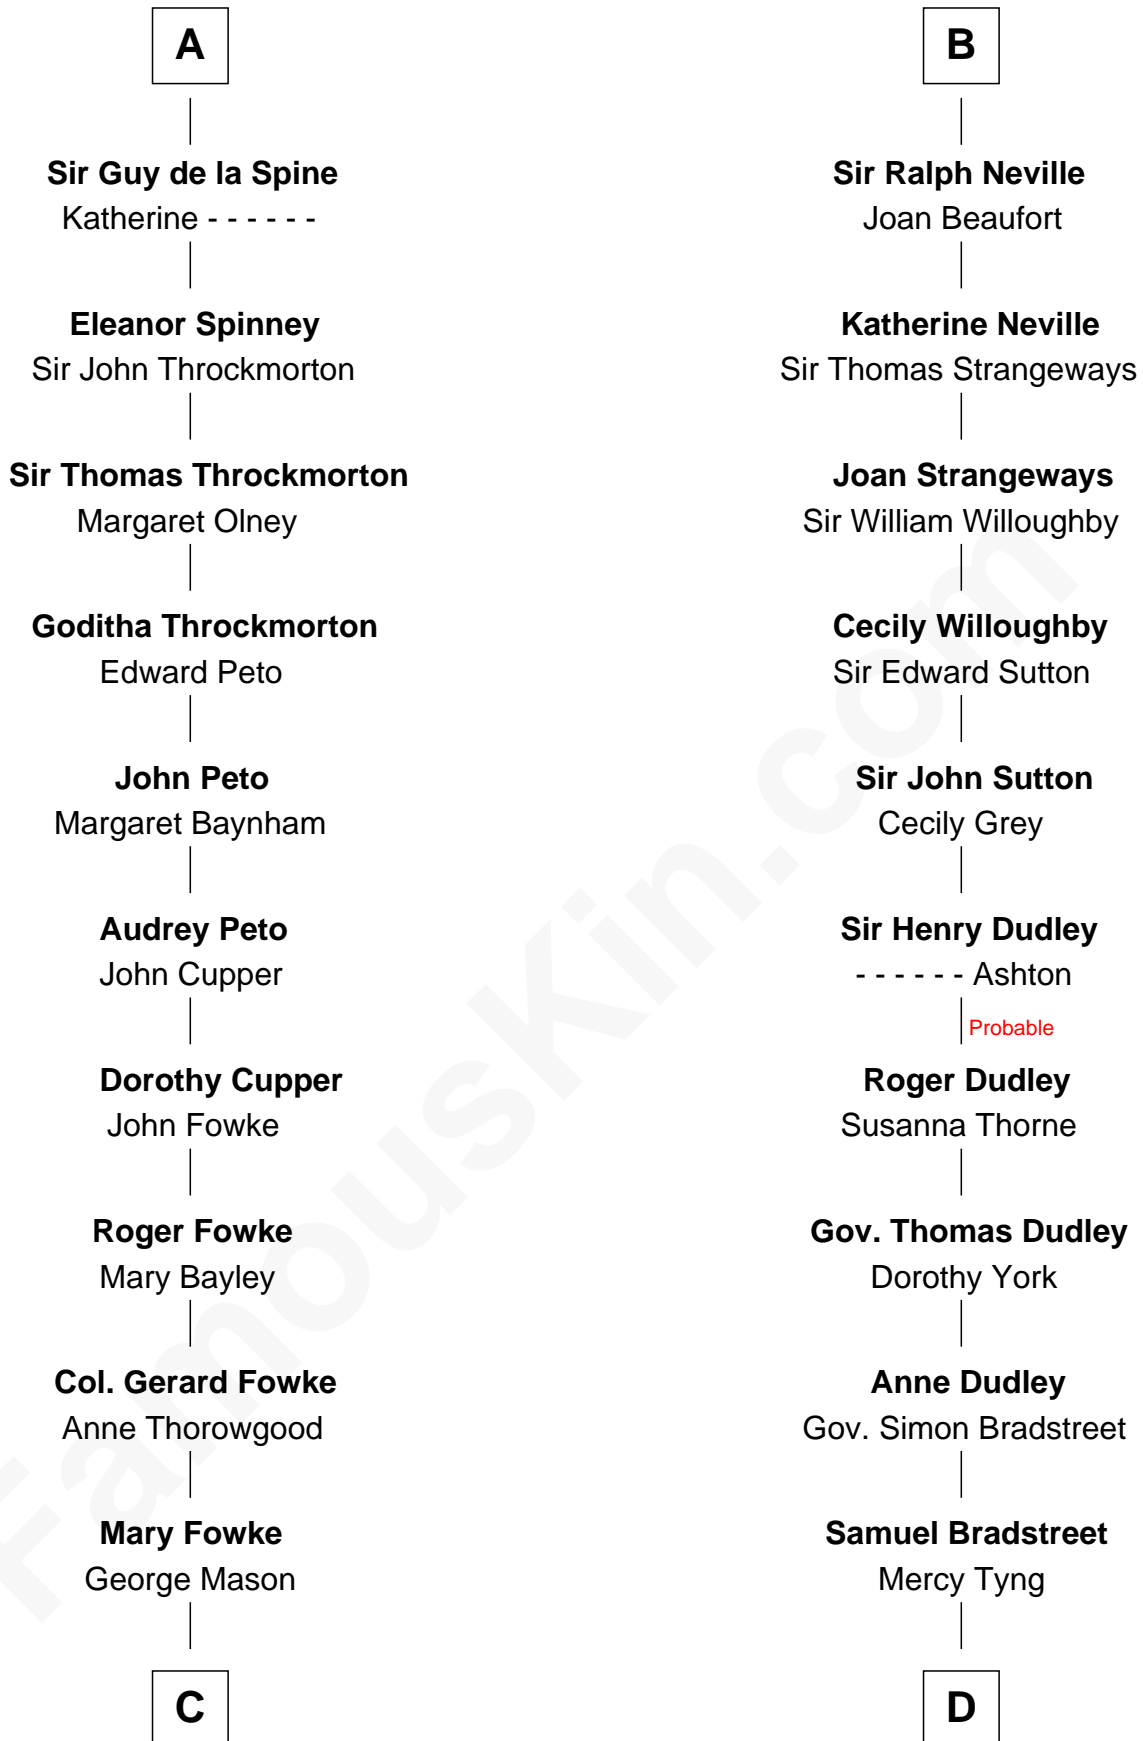 A
Sir Guy de la Spine
Katherine - - - - - -
Eleanor Spinney
Sir John Throckmorton
Sir Thomas Throckmorton
Margaret Olney
Goditha Throckmorton
Edward Peto
John Peto
Margaret Baynham
Audrey Peto
John Cupper
Dorothy Cupper
John Fowke
Roger Fowke
Mary Bayley
Col. Gerard Fowke
Anne Thorowgood
Mary Fowke
George Mason
C
B
Sir Ralph Neville
Joan Beaufort
Katherine Neville
Sir Thomas Strangeways
Joan Strangeways
Sir William Willoughby
Cecily Willoughby
Sir Edward Sutton
Sir John Sutton
Cecily Grey
Sir Henry Dudley
- - - - - - Ashton
Probable
Roger Dudley
Susanna Thorne
Gov. Thomas Dudley
Dorothy York
Anne Dudley
Gov. Simon Bradstreet
Samuel Bradstreet
Mercy Tyng
D
FamousKin.com